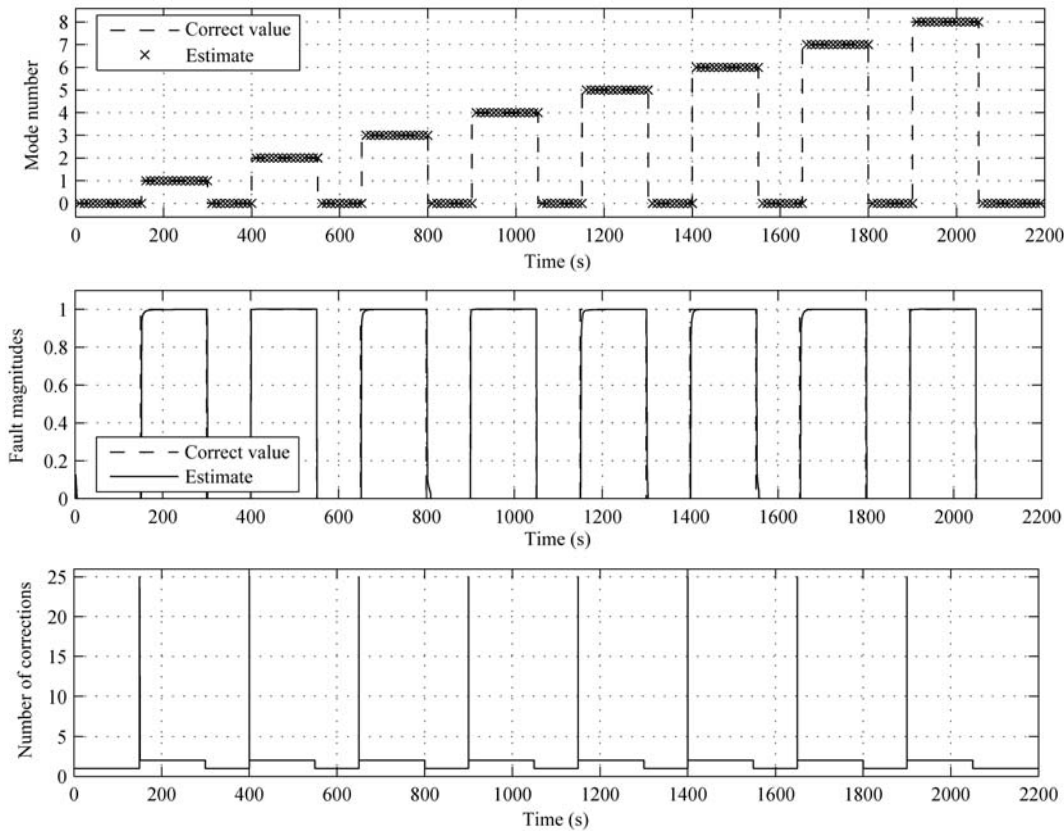 8
7
6
5
4
3
2
1
0
Mode number
Correct value
Estimate
0 200 400 600 800 1000 1200 1400 1600 1800 2000 2200
Time (s)
1
0.8
0.6
0.4
0.2
0
Fault magnitudes
Correct value
Estimate
0 200 400 600 800 1000 1200 1400 1600 1800 2000 2200
Time (s)
25
20
15
10
5
0
Number of corrections
0 200 400 600 800 1000 1200 1400 1600 1800 2000 2200
Time (s)